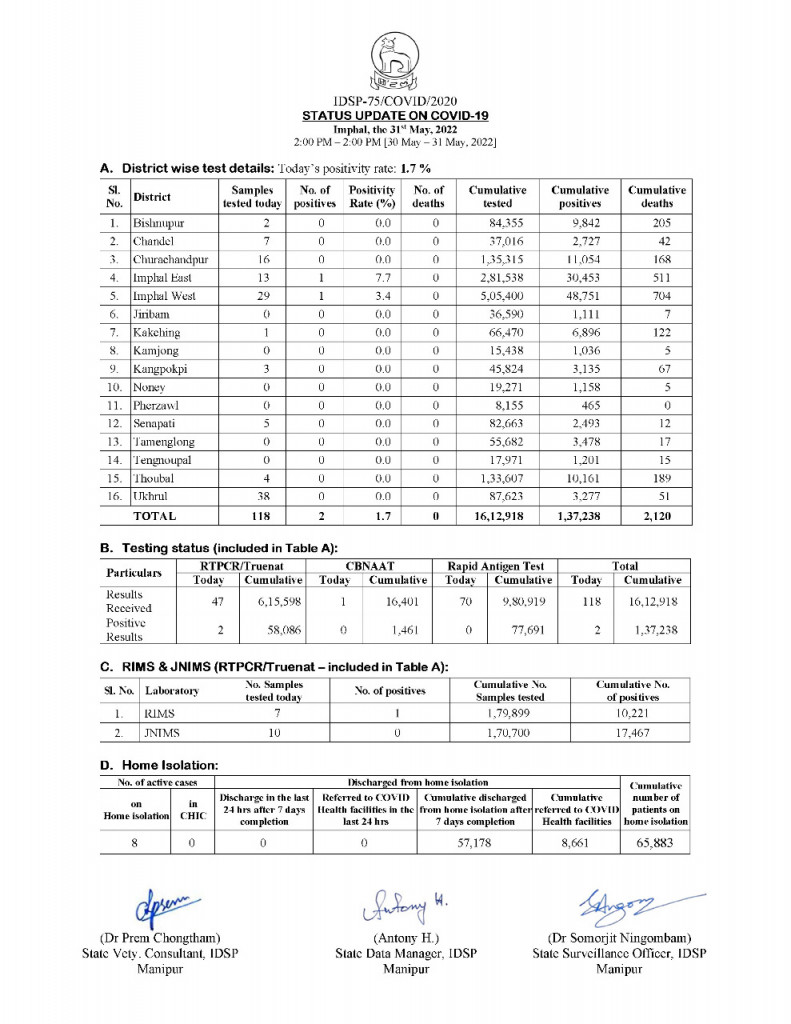 IDSP-75/COVID/2020
STATUS UPDATE ON COVID-19
Imphal, the 31st May, 2022
2:00 PM – 2:00 PM [30 May – 31 May, 2022]
A. District wise test details: Today's positivity rate: 1.7 %
Sl. No. District Samples tested today No. of positives Positivity Rate (%) No. of deaths Cumulative tested Cumulative positives Cumulative deaths
1. Bishnupur 2 0 0.0 0 84,355 9,842 205
2. Chandel 7 0 0.0 0 37,016 2,727 42
3. Churachandpur 16 0 0.0 0 1,35,315 11,054 168
4. Imphal East 13 1 7.7 0 2,81,538 30,453 511
5. Imphal West 29 1 3.4 0 5,05,400 48,751 704
6. Jiribam 0 0 0.0 0 36,590 1,111 7
7. Kakching 1 0 0.0 0 66,470 6,896 122
8. Kamjong 0 0 0.0 0 15,438 1,036 5
9. Kangpokpi 3 0 0.0 0 45,824 3,135 67
10. Noney 0 0 0.0 0 19,271 1,158 5
11. Pherzawl 0 0 0.0 0 8,155 465 0
12. Senapati 5 0 0.0 0 82,663 2,493 12
13. Tamenglong 0 0 0.0 0 55,682 3,478 17
14. Tengnoupal 0 0 0.0 0 17,971 1,201 15
15. Thoubal 4 0 0.0 0 1,33,607 10,161 189
16. Ukhrul 38 0 0.0 0 87,623 3,277 51
TOTAL 118 2 1.7 0 16,12,918 1,37,238 2,120
B. Testing status (included in Table A):
Particulars RTPCR/Truenat CBNAAT Rapid Antigen Test Total
Today Cumulative Today Cumulative Today Cumulative Today Cumulative
Results Received 47 6,15,598 1 16,401 70 9,80,919 118 16,12,918
Positive Results 2 58,086 0 1,461 0 77,691 2 1,37,238
C. RIMS & JNIMS (RTPCR/Truenat – included in Table A):
Sl. No. Laboratory No. Samples tested today No. of positives Cumulative No. Samples tested Cumulative No. of positives
1. RIMS 7 1 1,79,899 10,221
2. JNIMS 10 0 1,70,700 17,467
D. Home Isolation:
No. of active cases Discharged from home isolation Cumulative number of patients on home isolation
on Home isolation in CHIC Discharge in the last 24 hrs after 7 days completion Referred to COVID Health facilities in the last 24 hrs Cumulative discharged from home isolation after 7 days completion Cumulative referred to COVID Health facilities
8 0 0 0 57,178 8,661 65,883
Antony H.
(Dr Prem Chongtham) (Antony H.) (Dr Somorjit Ningombam)
State Vety. Consultant, IDSP State Data Manager, IDSP State Surveillance Officer, IDSP
Manipur Manipur Manipur